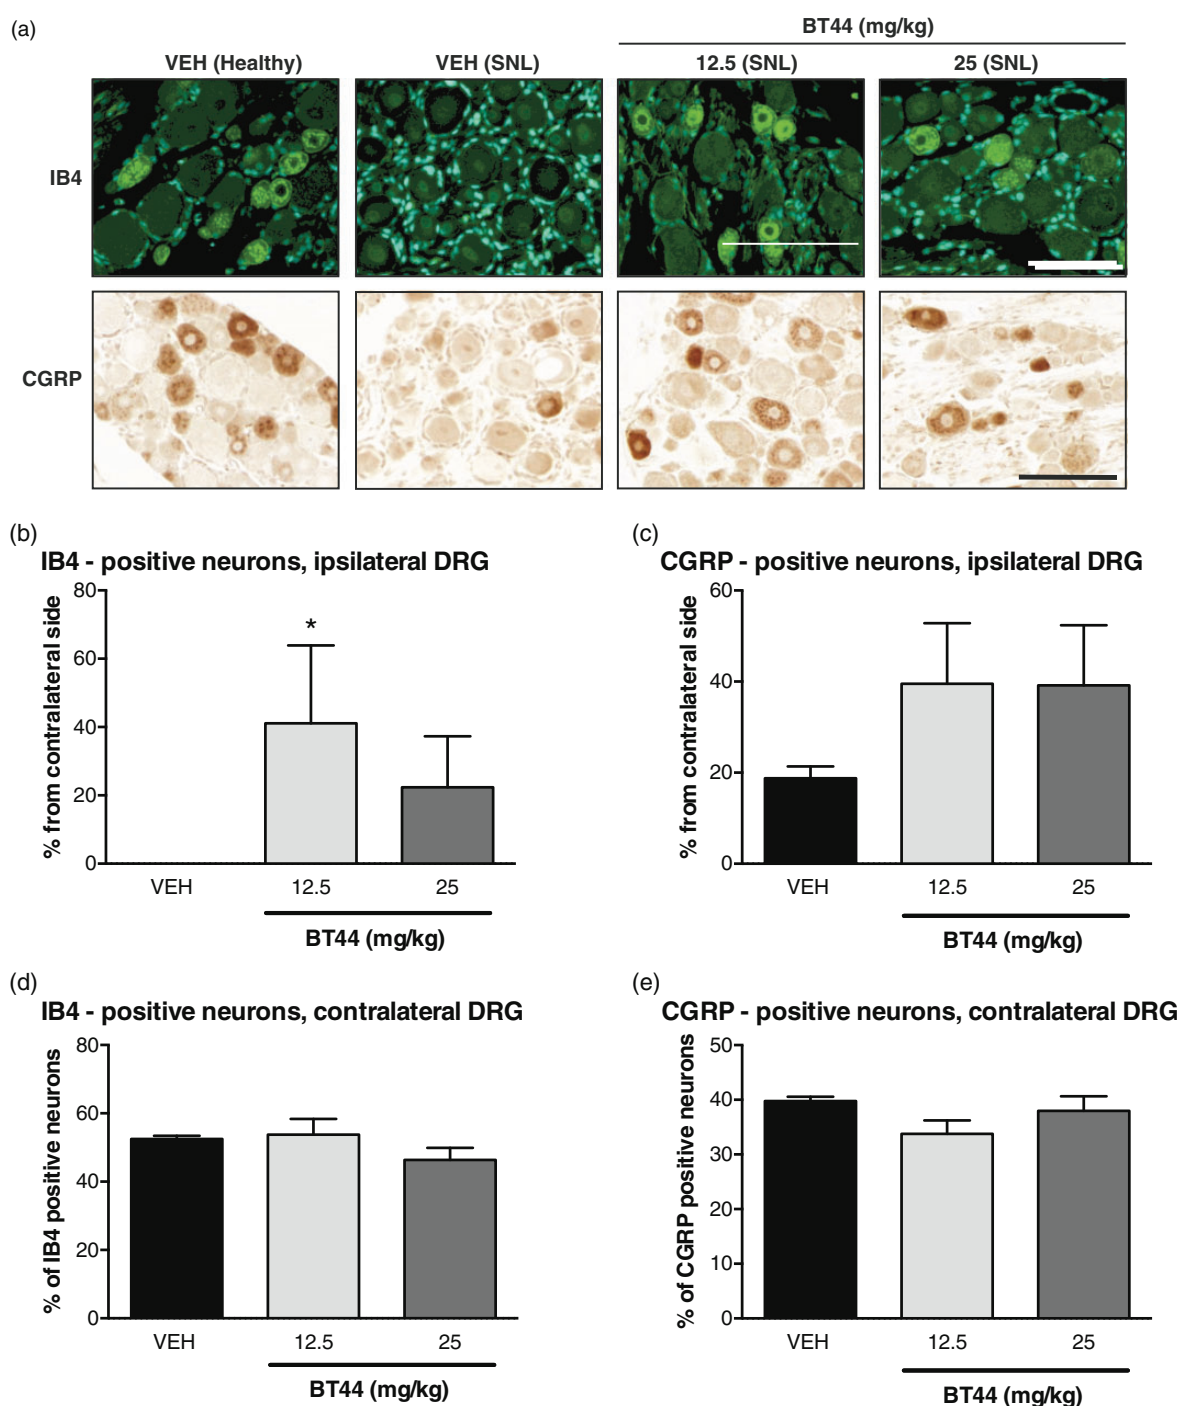 (a)
BT44 (mg/kg)
VEH (Healthy) VEH (SNL) 12.5 (SNL) 25 (SNL)
IB4
CGRP
(b)
IB4 - positive neurons, ipsilateral DRG
% from contralateral side
80
60
40
20
0
*
VEH 12.5 25
BT44 (mg/kg)
(c)
CGRP - positive neurons, ipsilateral DRG
% from contralateral side
60
40
20
0
VEH 12.5 25
BT44 (mg/kg)
(d)
IB4 - positive neurons, contralateral DRG
% of IB4 positive neurons
80
60
40
20
0
VEH 12.5 25
BT44 (mg/kg)
(e)
CGRP - positive neurons, contralateral DRG
% of CGRP positive neurons
50
40
30
20
10
0
VEH 12.5 25
BT44 (mg/kg)